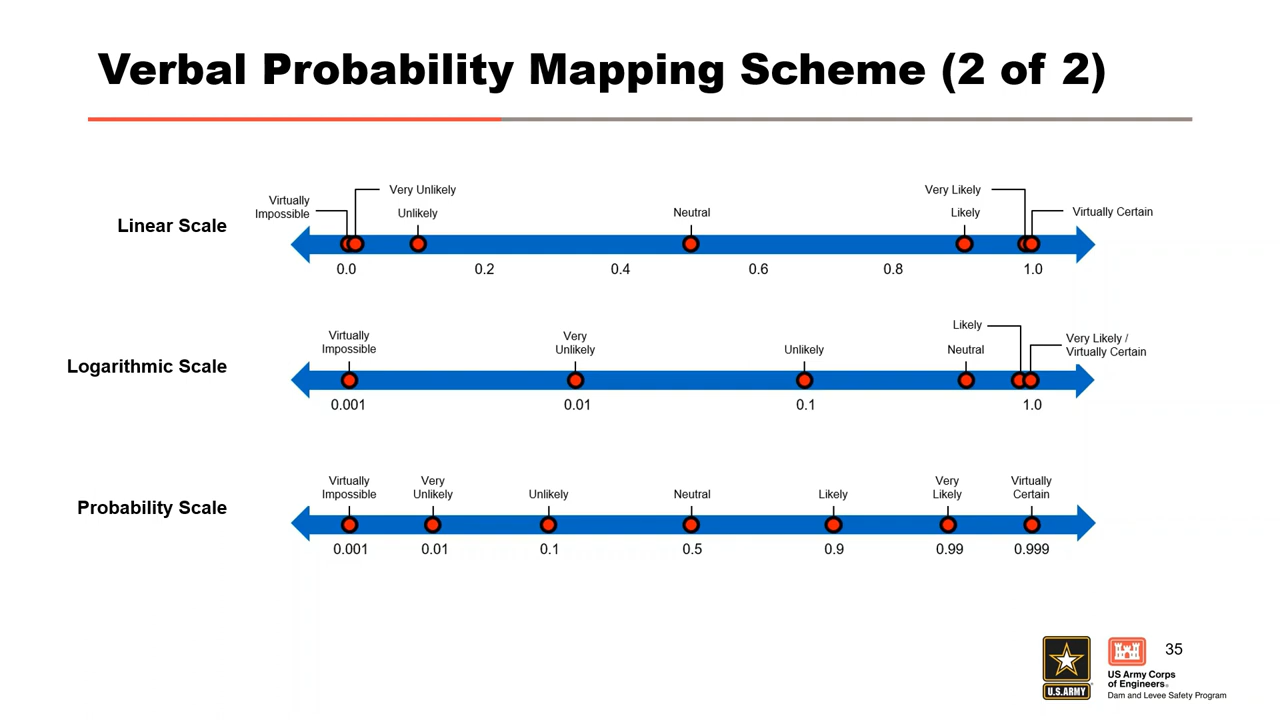 Verbal Probability Mapping Scheme (2 of 2)
Linear Scale
Virtually
Impossible
Very Unlikely
Unlikely
Neutral
Very Likely
Likely
Virtually Certain
0.0
0.2
0.4
0.6
0.8
1.0
Logarithmic Scale
Virtually
Impossible
Very
Unlikely
Unlikely
Likely
Neutral
Very Likely /
Virtually Certain
0.001
0.01
0.1
1.0
Probability Scale
Virtually
Impossible
Very
Unlikely
Unlikely
Neutral
Likely
Very
Likely
Virtually
Certain
0.001
0.01
0.1
0.5
0.9
0.99
0.999
U.S.ARMY
US Army Corps
of Engineers®
Dam and Levee Safety Program
35